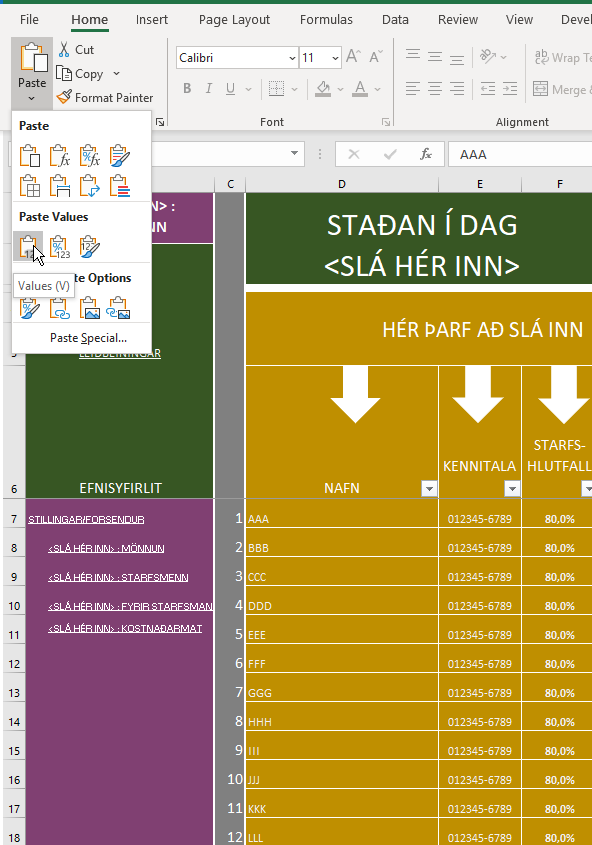 File Home Insert Page Layout Formulas Data Review View Devel
Paste
Cut
Copy
Format Painter
Calibri 11
B I U
Wrap Te
Merge &
Font
Alignment
AAA
Paste
Paste Values
Values (V)
te Options
Paste Special...
C D E F
N> :
NN
STAÐAN Í DAG
<SLÁ HÉR INN>
HÉR ÞARF AÐ SLÁ INN
LEIÐBEININGAR
6 EFNISYFIRLIT NAFN KENNITALA STARFS-
HLUTFALL
7 STILLINGAR/FORSENDUR 1 AAA 012345-6789 80,0%
8 <SLÁ HÉR INN> : MÖNNUN 2 BBB 012345-6789 80,0%
9 <SLÁ HÉR INN> : STARFSMENN 3 CCC 012345-6789 80,0%
10 <SLÁ HÉR INN> : FYRIR STARFSMAN 4 DDD 012345-6789 80,0%
11 <SLÁ HÉR INN> : KOSTNAÐARMAT 5 EEE 012345-6789 80,0%
12 6 FFF 012345-6789 80,0%
13 7 GGG 012345-6789 80,0%
14 8 HHH 012345-6789 80,0%
15 9 III 012345-6789 80,0%
16 10 JJJ 012345-6789 80,0%
17 11 KKK 012345-6789 80,0%
18 12 LLL 012345-6789 80,0%